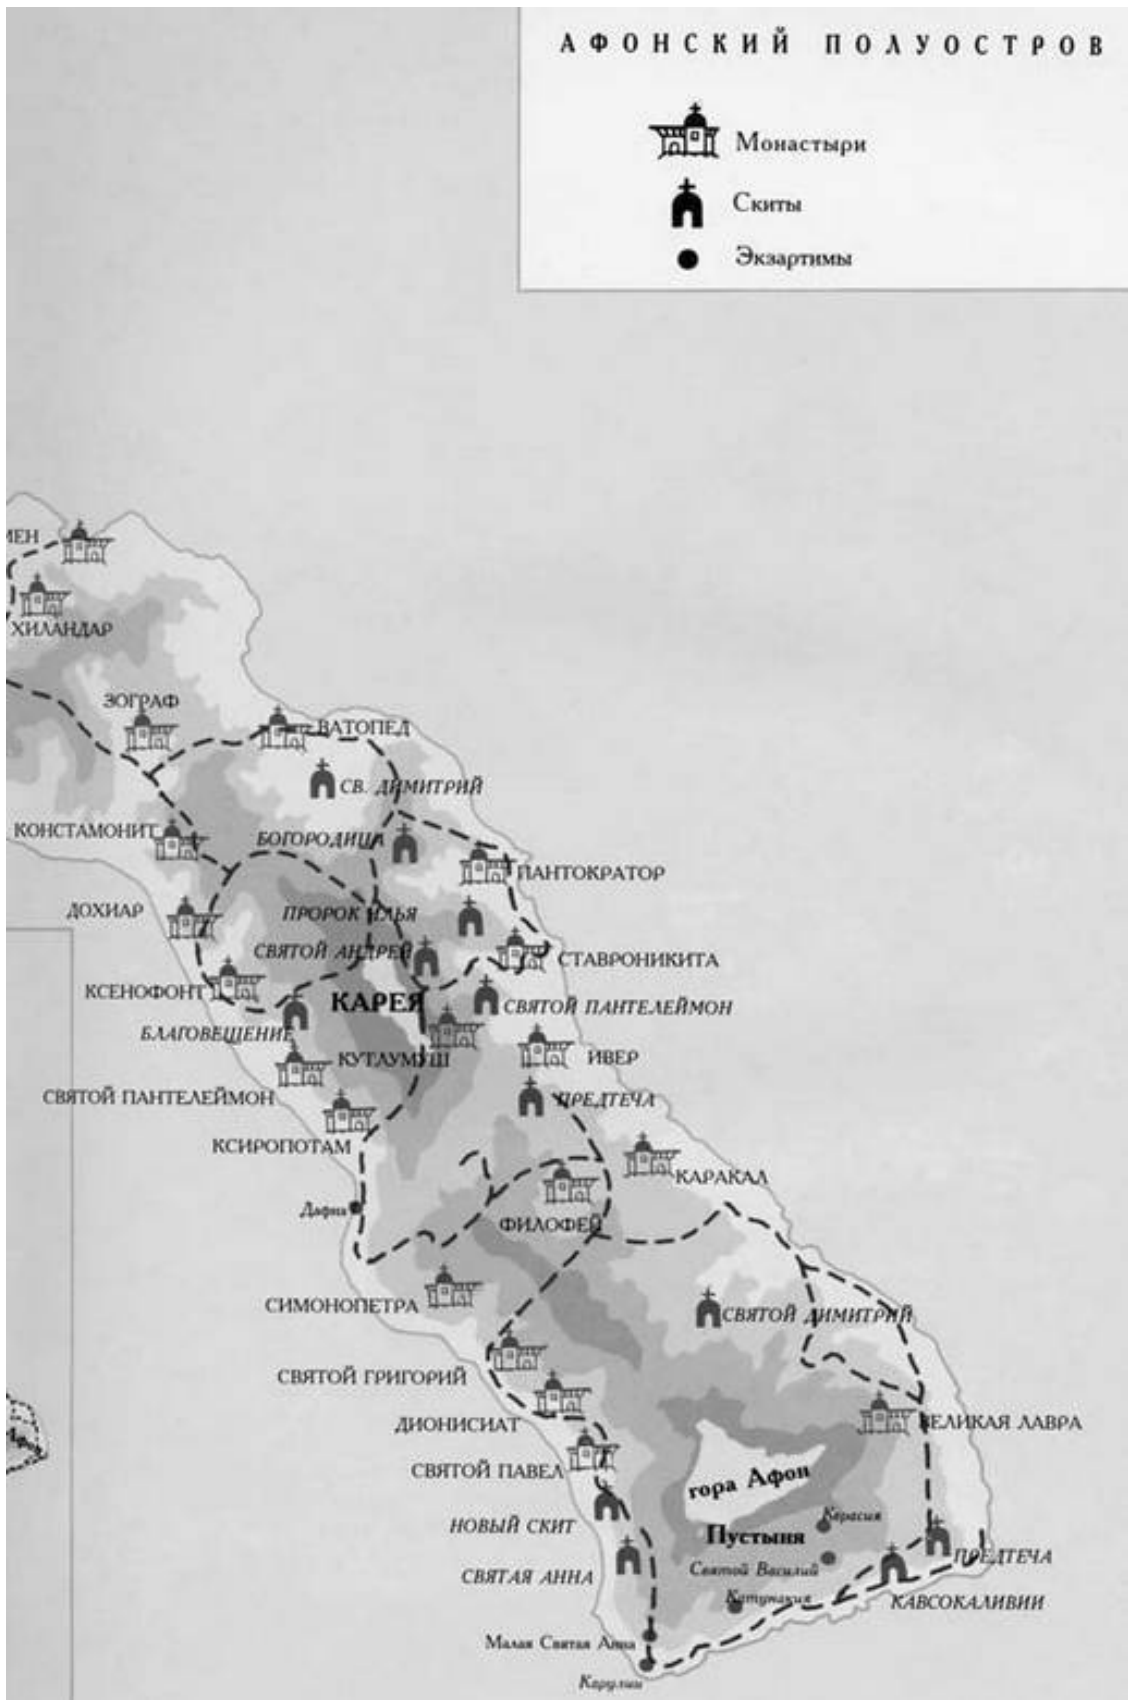 АФОНСКИЙ ПОЛУОСТРОВ
Монастыри
Скиты
Экзартимы
МЕН
ХИЛАНДАР
ЗОГРАФ
ВАТОПЕД
СВ. ДИМИТРИЙ
КОНСТАМОНИТ
БОГОРОДИЦА
ПАНТОКРАТОР
ДОХИАР
ПРОРОК ИЛЬЯ
СВЯТОЙ АНДРЕЙ
СТАВРОНИКИТА
КСЕНОФОНТ
КАРЕЯ
СВЯТОЙ ПАНТЕЛЕЙМОН
БЛАГОВЕЩЕНИЕ
КУТЛУМУШ
ИВЕР
СВЯТОЙ ПАНТЕЛЕЙМОН
ПРЕДТЕЧА
КСИРОПОТАМ
КАРАКАЛ
Дафни
ФИЛОФЕЙ
СИМОНОПЕТРА
СВЯТОЙ ДИМИТРИЙ
СВЯТОЙ ГРИГОРИЙ
ДИОНИСИАТ
ВЕЛИКАЯ ЛАВРА
СВЯТОЙ ПАВЕЛ
гора Афон
Керасия
НОВЫЙ СКИТ
Пустыня
ПРЕДТЕЧА
Святой Василий
СВЯТАЯ АННА
Катунакия
КАВСОКАЛИВИИ
Малая Святая Анна
Карулии